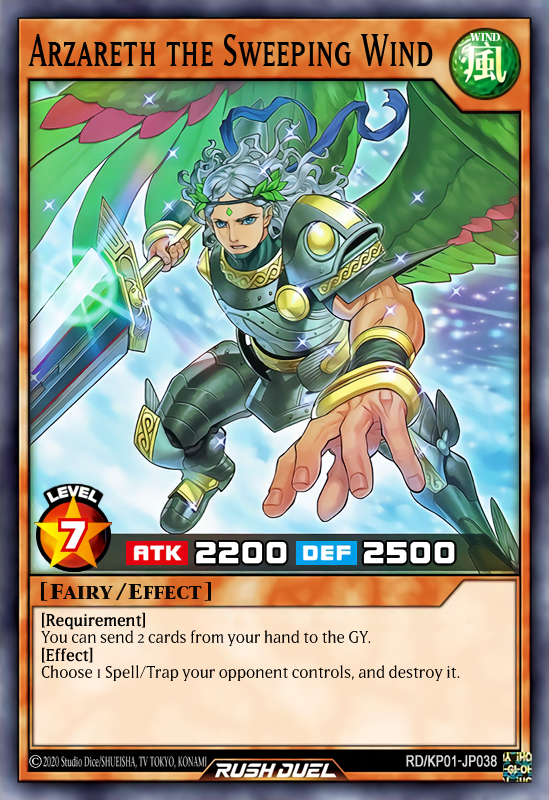 ARZARETH THE SWEEPING WIND
WIND
風
LEVEL
7
ATK 2200 DEF 2500
[FAIRY/EFFECT]
[Requirement]
You can send 2 cards from your hand to the GY.
[Effect]
Choose 1 Spell/Trap your opponent controls, and destroy it.
©2020 Studio Dice/SHUEISHA, TV TOKYO, KONAMI
RUSH DUEL
RD/KP01-JP038